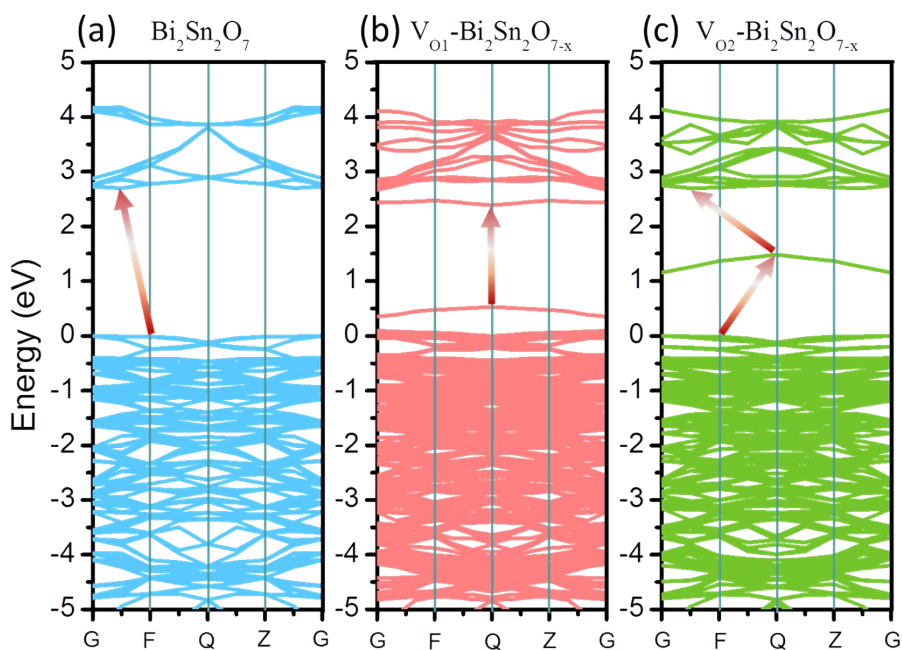 (a) Bi2Sn2O7
(b) VO1-Bi2Sn2O7-x
(c) VO2-Bi2Sn2O7-x
Energy (eV)
5 4 3 2 1 0 -1 -2 -3 -4 -5
5 4 3 2 1 0 -1 -2 -3 -4 -5
5 4 3 2 1 0 -1 -2 -3 -4 -5
G F Q Z G
G F Q Z G
G F Q Z G